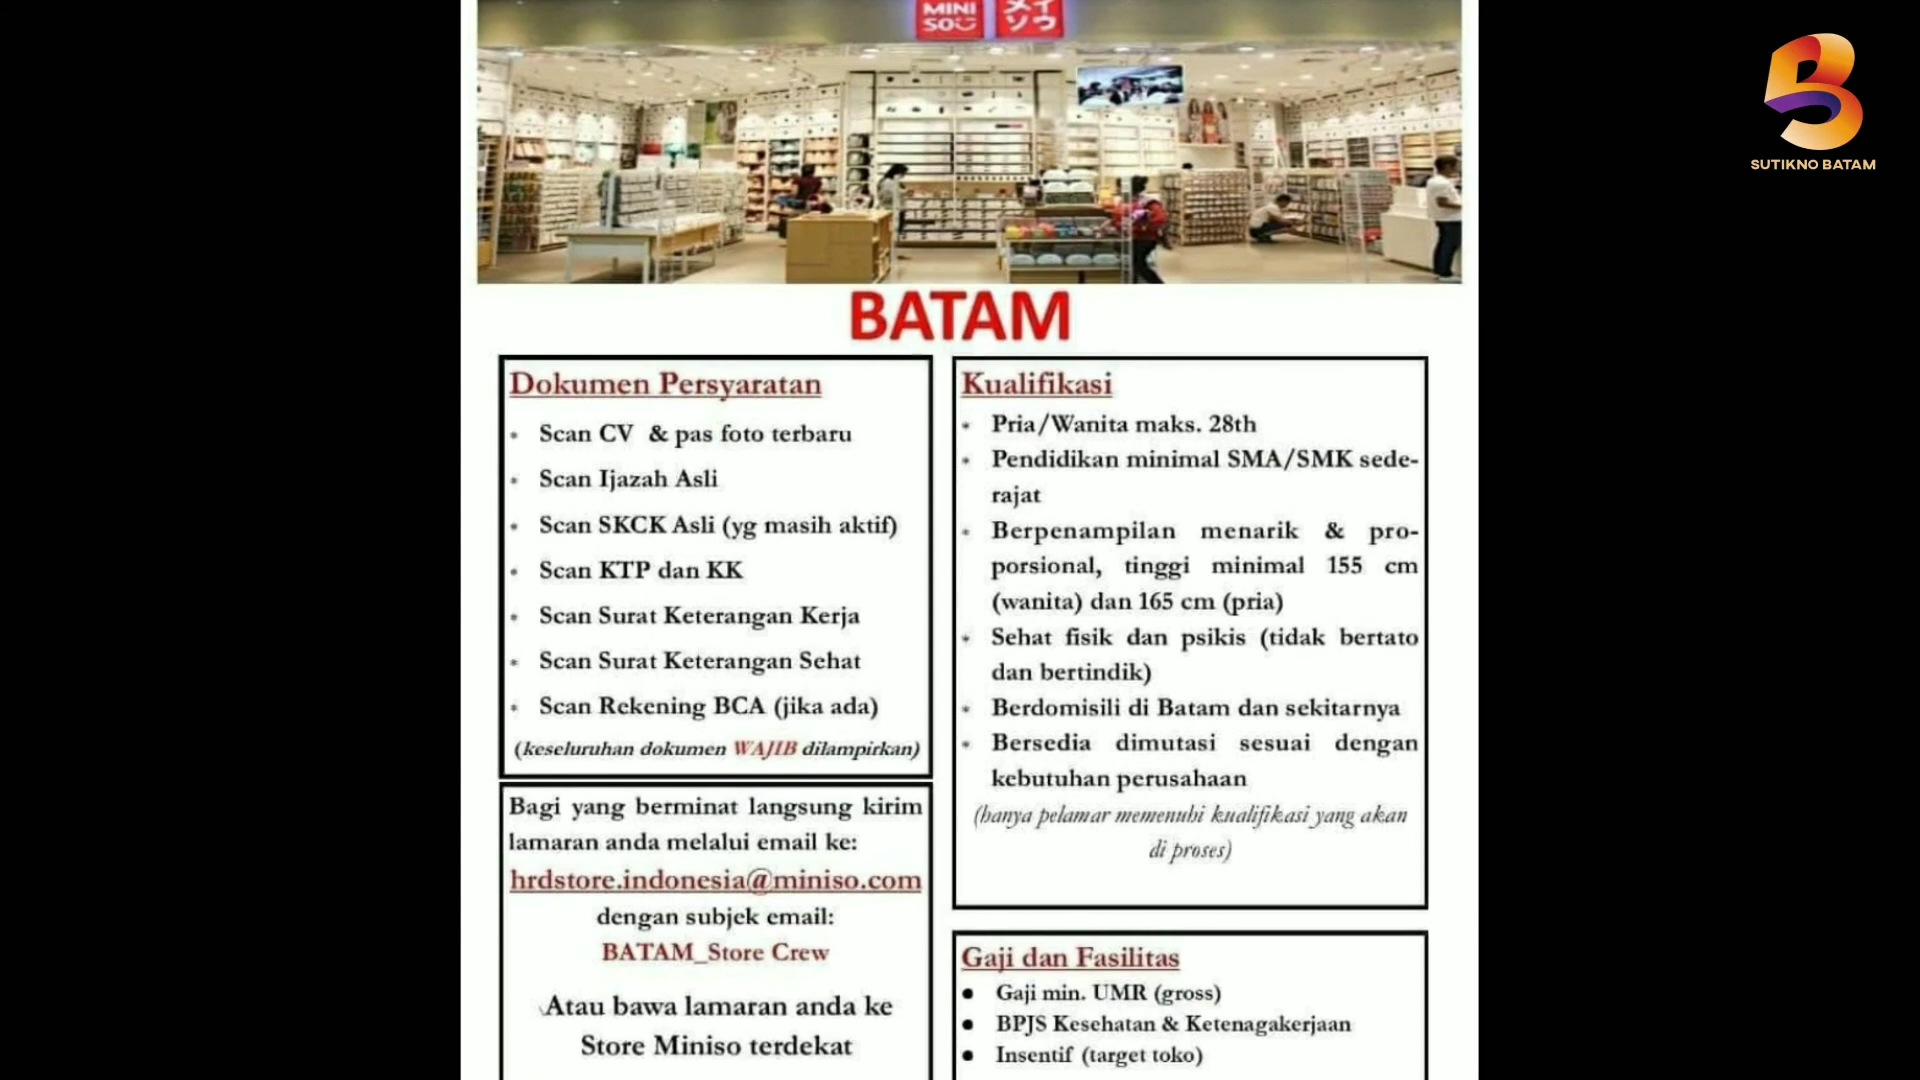 MINI
SO
メイ
ソウ
SUTIKNO BATAM
BATAM
Dokumen Persyaratan
Scan CV & pas foto terbaru
Scan Ijazah Asli
Scan SKCK Asli (yg masih aktif)
Scan KTP dan KK
Scan Surat Keterangan Kerja
Scan Surat Keterangan Sehat
Scan Rekening BCA (jika ada)
(keseluruhan dokumen WAJIB dilampirkan)
Bagi yang berminat langsung kirim
lamaran anda melalui email ke:
hrdstore.indonesia@miniso.com
dengan subjek email:
BATAM_Store Crew
Atau bawa lamaran anda ke
Store Miniso terdekat
Kualifikasi
Pria/Wanita maks. 28th
Pendidikan minimal SMA/SMK sede-
rajat
Berpenampilan menarik & pro-
porsional, tinggi minimal 155 cm
(wanita) dan 165 cm (pria)
Sehat fisik dan psikis (tidak bertato
dan bertindik)
Berdomisili di Batam dan sekitarnya
Bersedia dimutasi sesuai dengan
kebutuhan perusahaan
(hanya pelamar memenuhi kualifikasi yang akan
di proses)
Gaji dan Fasilitas
Gaji min. UMR (gross)
BPJS Kesehatan & Ketenagakerjaan
Insentif (target toko)